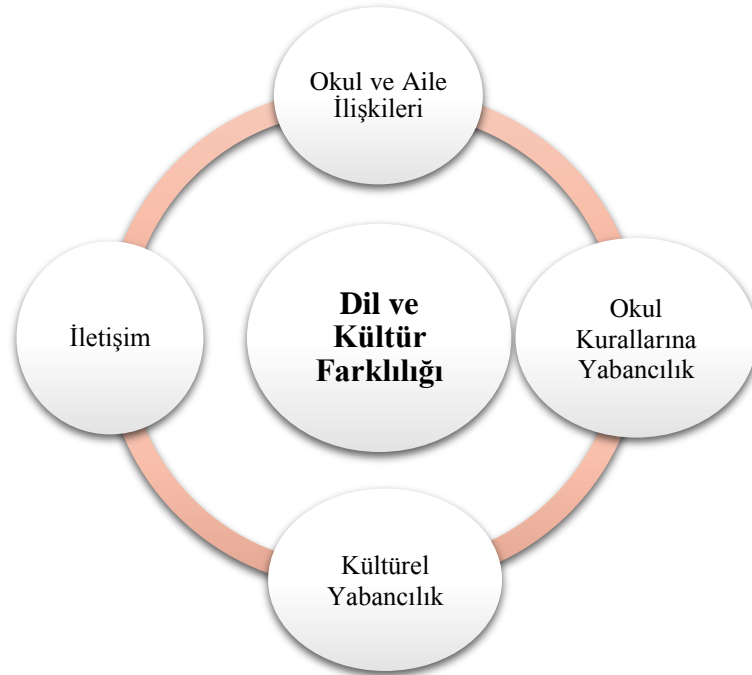 Okul ve Aile
İlişkileri
İletişim
Dil ve
Kültür
Farklılığı
Okul
Kurallarına
Yabancılık
Kültürel
Yabancılık